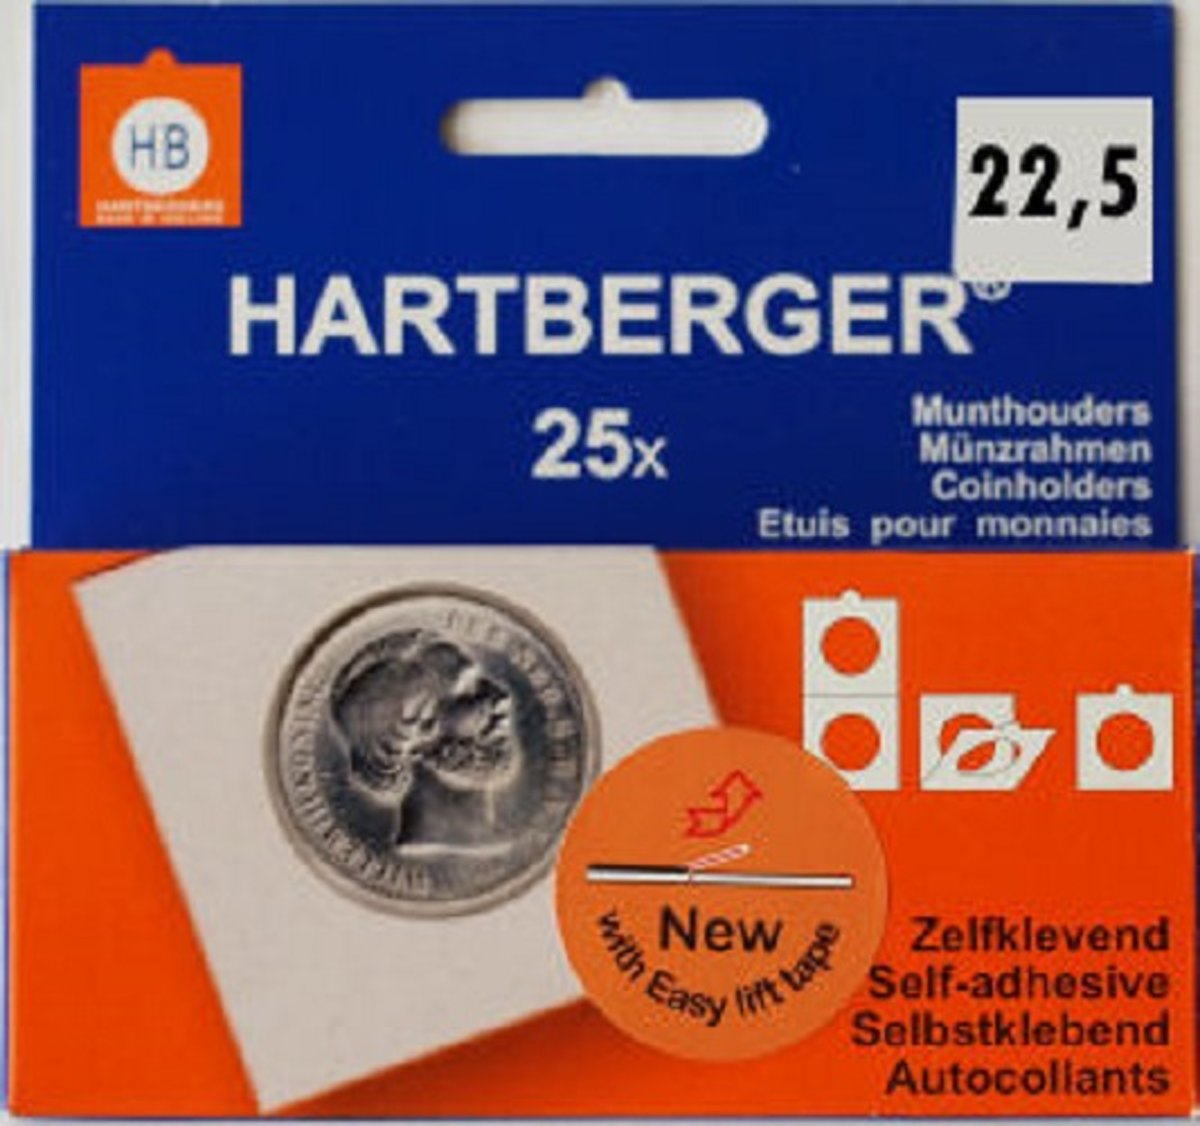 HB
HARTBERGER
22,5
HARTBERGER®
25x
Munthouders
Münzrahmen
Coinholders
Etuis pour monnaies
New
with Easy lift tape
Zelfklevend
Self-adhesive
Selbstklebend
Autocollants